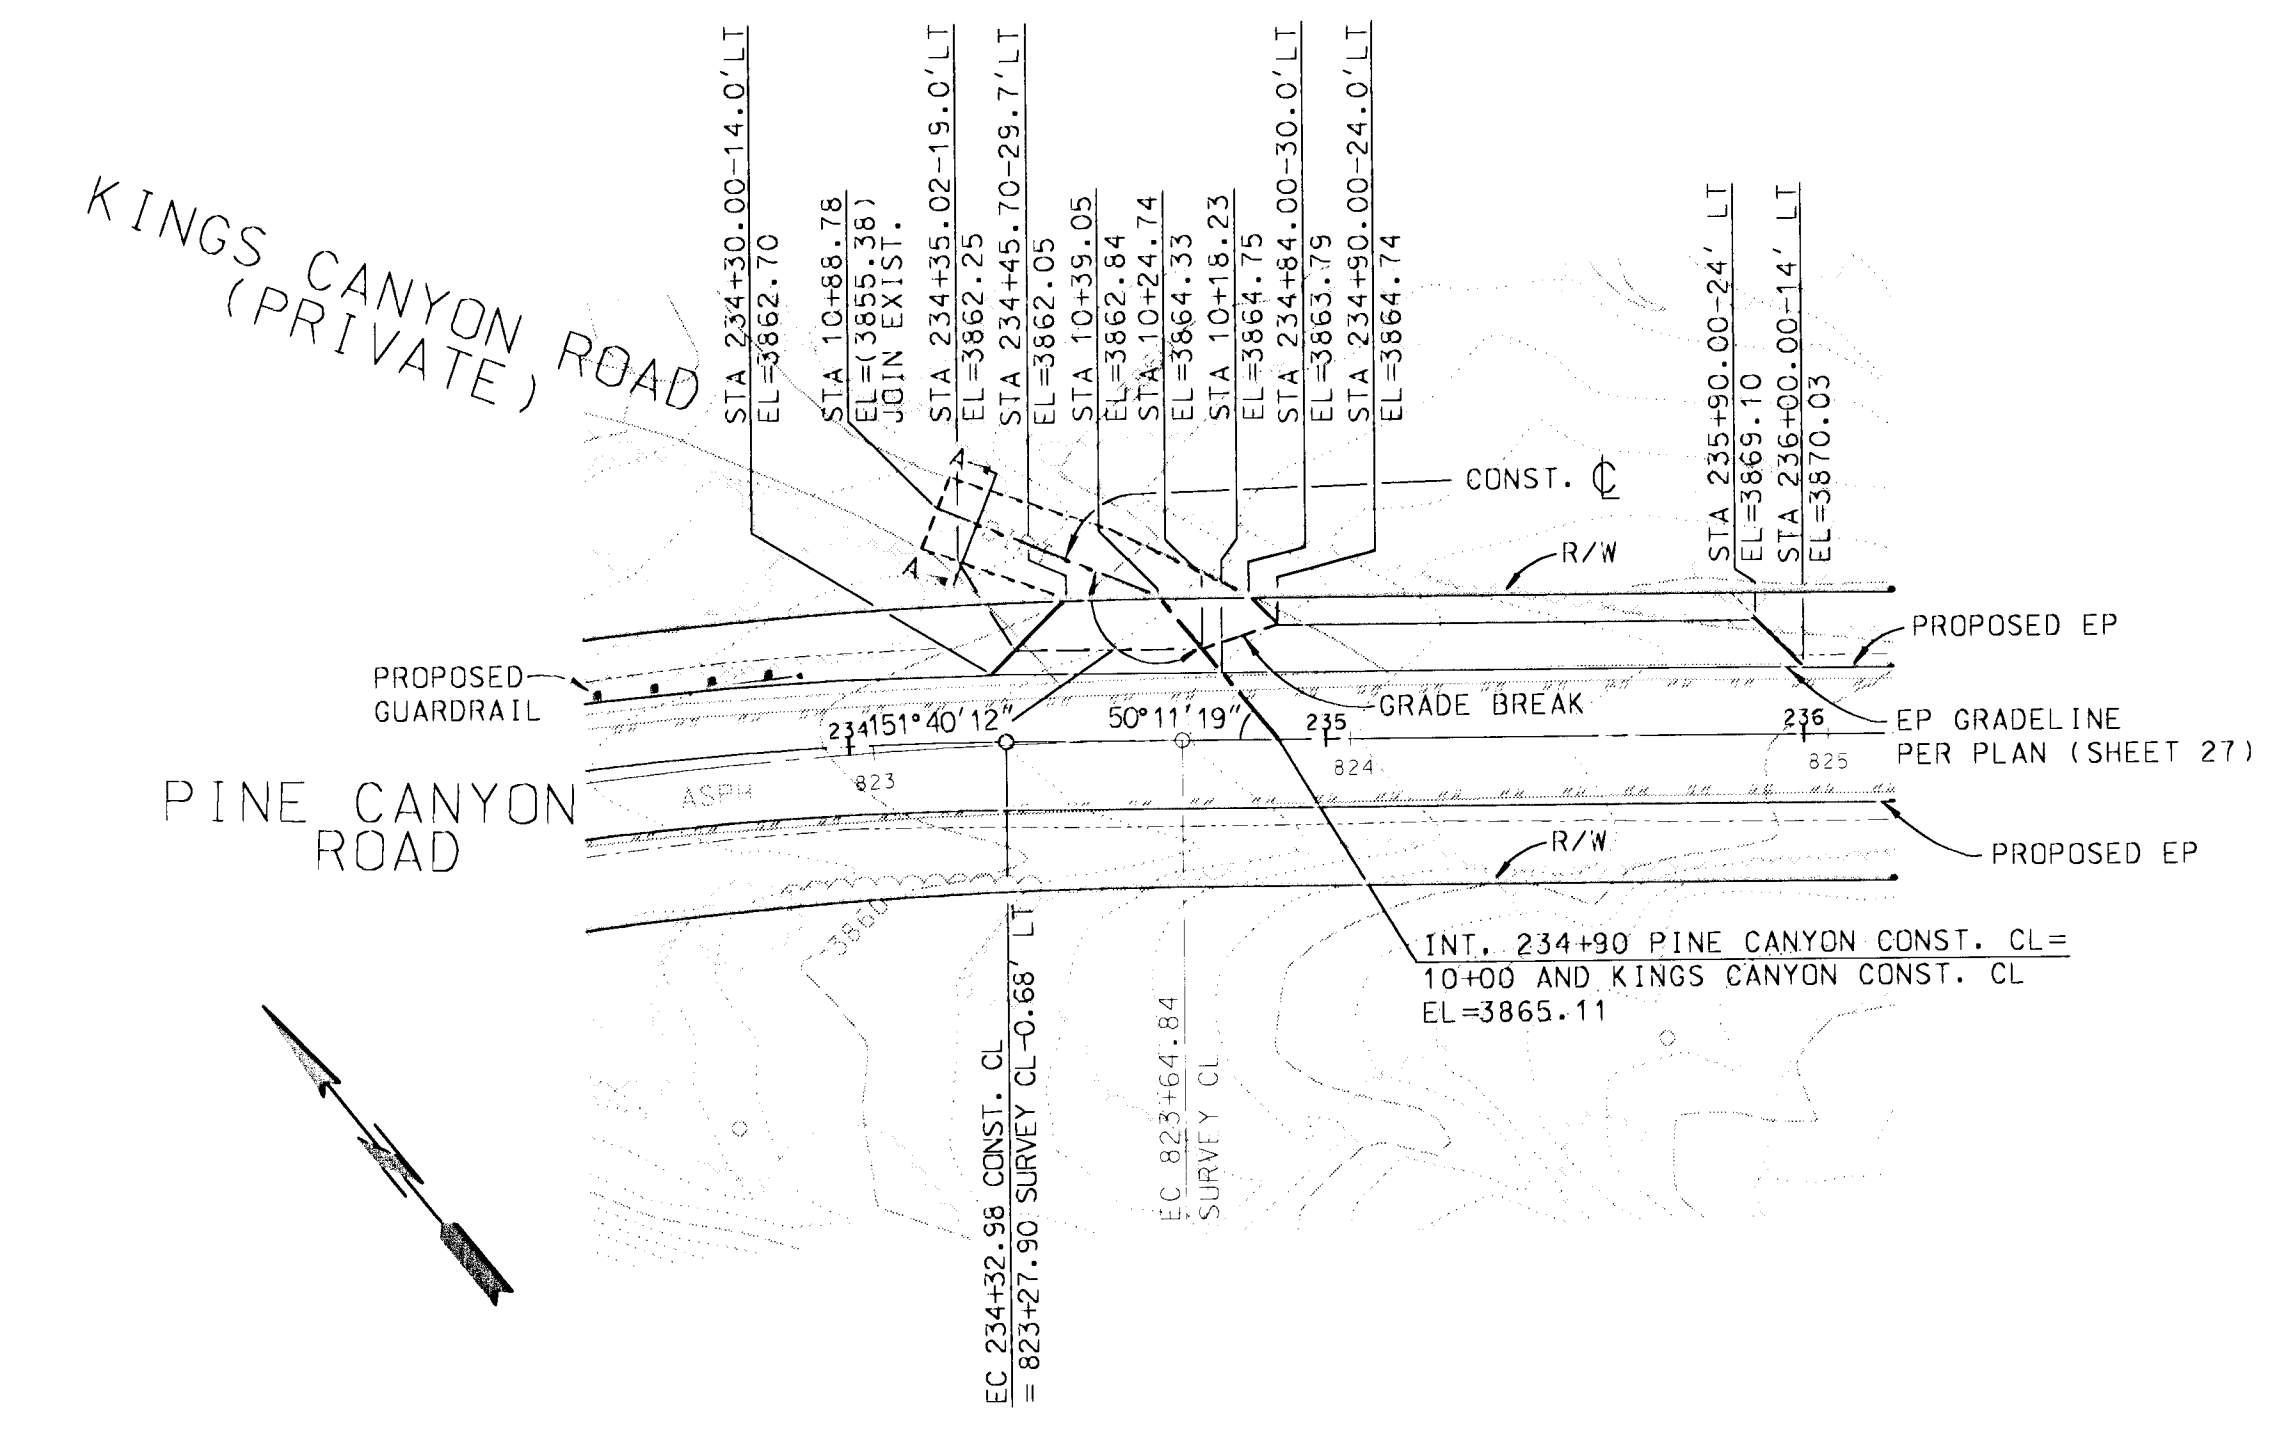 STA 234+30.00-14.0'LT
EL=3862.70
STA 10+88.78
EL=(3855.38)
JOIN EXIST.
STA 234+35.02-19.0'LT
EL=3862.25
STA 234+45.70-29.7'LT
EL=3862.05
STA 10+39.05
EL=3862.84
STA 10+24.74
EL=3864.33
STA 10+18.23
EL=3864.75
STA 234+84.00-30.0'LT
EL=3863.79
STA 234+90.00-24.0'LT
EL=3864.74
STA 235+90.00-24' LT
EL=3869.10
STA 236+00.00-14' LT
EL=3870.03
KINGS CANYON ROAD
(PRIVATE)
A
A
CONST. ℄
R/W
PROPOSED EP
PROPOSED
GUARDRAIL
GRADE BREAK
234
151°40'12"
50°11'19"
235
236
EP GRADELINE
PER PLAN (SHEET 27)
823
824
825
ASPH
PINE CANYON
ROAD
R/W
PROPOSED EP
3860
INT. 234+90 PINE CANYON CONST. CL=
10+00 AND KINGS CANYON CONST. CL
EL=3865.11
EC 234+32.98 CONST. CL
= 823+27.90 SURVEY CL-0.68' LT
EC 823+64.84
SURVEY CL